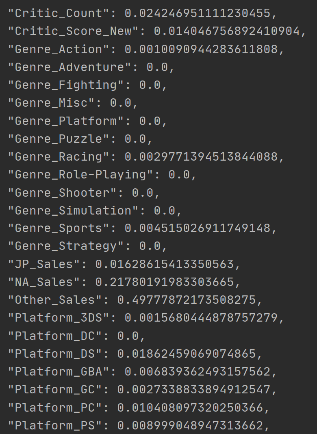 "Critic_Count": 0.024246951111230455,
"Critic_Score_New": 0.014046756892410904,
"Genre_Action": 0.0010090944283611808,
"Genre_Adventure": 0.0,
"Genre_Fighting": 0.0,
"Genre_Misc": 0.0,
"Genre_Platform": 0.0,
"Genre_Puzzle": 0.0,
"Genre_Racing": 0.0029771394513844088,
"Genre_Role-Playing": 0.0,
"Genre_Shooter": 0.0,
"Genre_Simulation": 0.0,
"Genre_Sports": 0.004515026911749148,
"Genre_Strategy": 0.0,
"JP_Sales": 0.01628615413350563,
"NA_Sales": 0.21780191983303665,
"Other_Sales": 0.49777872173508275,
"Platform_3DS": 0.0015680444878757279,
"Platform_DC": 0.0,
"Platform_DS": 0.01862459069074865,
"Platform_GBA": 0.006839362493157562,
"Platform_GC": 0.0027338833894912547,
"Platform_PC": 0.010408097320250366,
"Platform_PS": 0.008999048947313662,